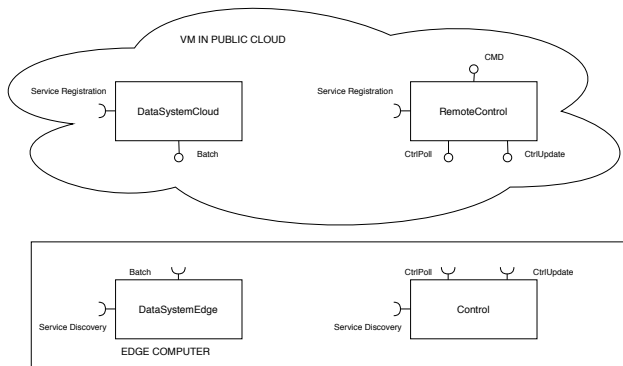 VM IN PUBLIC CLOUD
CMD
Service Registration
DataSystemCloud
Service Registration
RemoteControl
Batch
CtrlPoll
CtrlUpdate
Batch
CtrlPoll
CtrlUpdate
DataSystemEdge
Control
Service Discovery
Service Discovery
EDGE COMPUTER